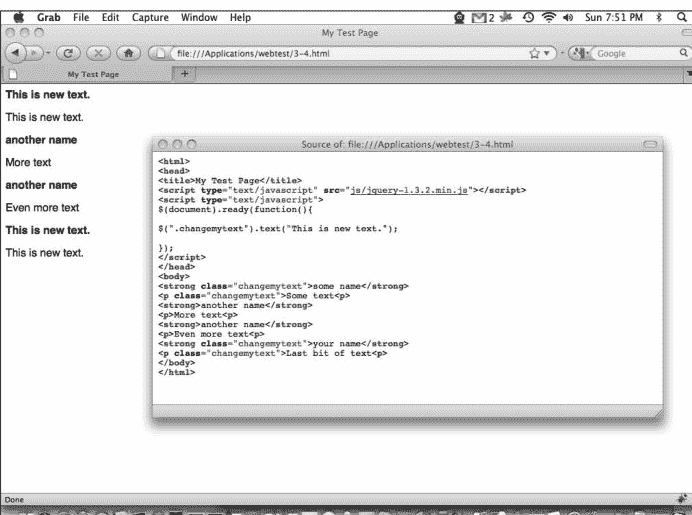 Grab File Edit Capture Window Help 2 Sun 7:51 PM
My Test Page
file:///Applications/webtest/3-4.html Google
My Test Page +
This is new text.
This is new text.
another name
More text
another name
Even more text
This is new text.
This is new text.
Source of: file:///Applications/webtest/3-4.html
<html>
<head>
<title>My Test Page</title>
<script type="text/javascript" src="js/jquery-1.3.2.min.js"></script>
<script type="text/javascript">
$(document).ready(function(){
$(".changemytext").text("This is new text.");
});
</script>
</head>
<body>
<strong class="changemytext">some name</strong>
<p class="changemytext">Some text<p>
<strong>another name</strong>
<p>More text<p>
<strong>another name</strong>
<p>Even more text<p>
<strong class="changemytext">your name</strong>
<p class="changemytext">Last bit of text<p>
</body>
</html>
Done